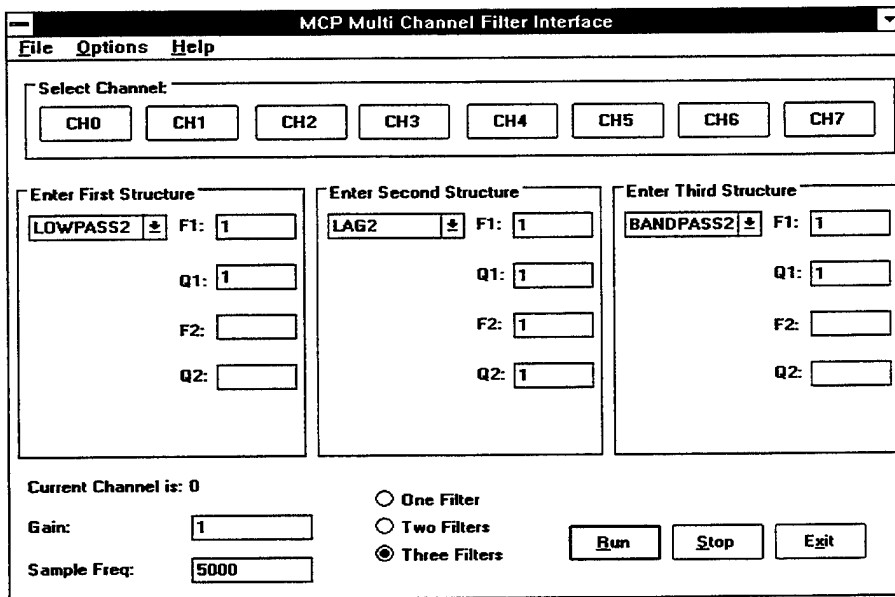 MCP Multi Channel Filter Interface
File Options Help
Select Channel:
CH0 CH1 CH2 CH3 CH4 CH5 CH6 CH7
Enter First Structure Enter Second Structure Enter Third Structure
LOWPASS2 F1: 1 LAG2 F1: 1 BANDPASS2 F1: 1
Q1: 1 Q1: 1 Q1: 1
F2: F2: 1 F2:
Q2: Q2: 1 Q2:
Current Channel is: 0
One Filter
Gain: 1 Two Filters
Run Stop Exit
Three Filters
Sample Freq: 5000